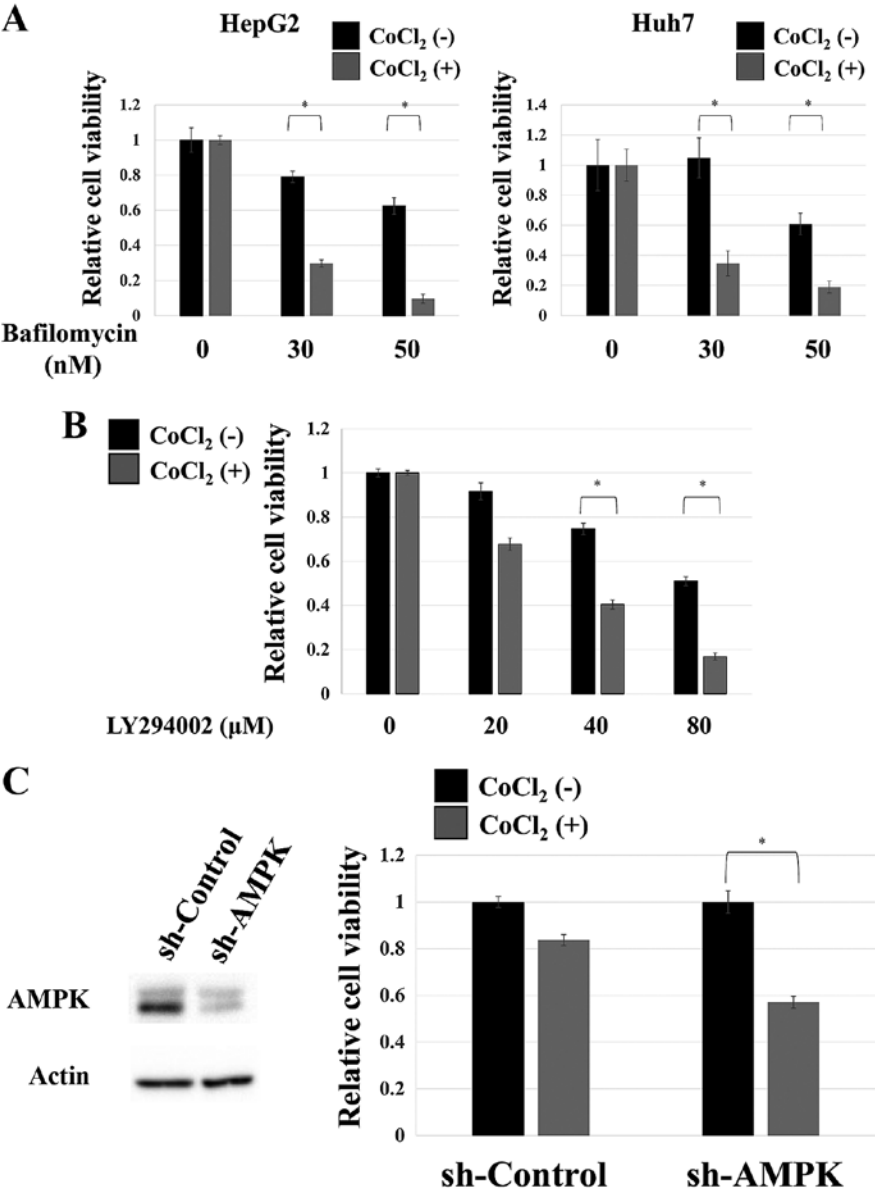 A
HepG2
CoCl₂ (-)
CoCl₂ (+)
Relative cell viability
1.2
1
0.8
0.6
0.4
0.2
0
*
*
Huh7
CoCl₂ (-)
CoCl₂ (+)
Relative cell viability
1.4
1.2
1
0.8
0.6
0.4
0.2
0
*
*
Bafilomycin
(nM)
0 30 50
0 30 50
B
CoCl₂ (-)
CoCl₂ (+)
Relative cell viability
1.2
1
0.8
0.6
0.4
0.2
0
*
*
LY294002 (µM) 0 20 40 80
C
sh-Control
sh-AMPK
AMPK
Actin
CoCl₂ (-)
CoCl₂ (+)
Relative cell viability
1.2
1
0.8
0.6
0.4
0.2
0
*
sh-Control sh-AMPK